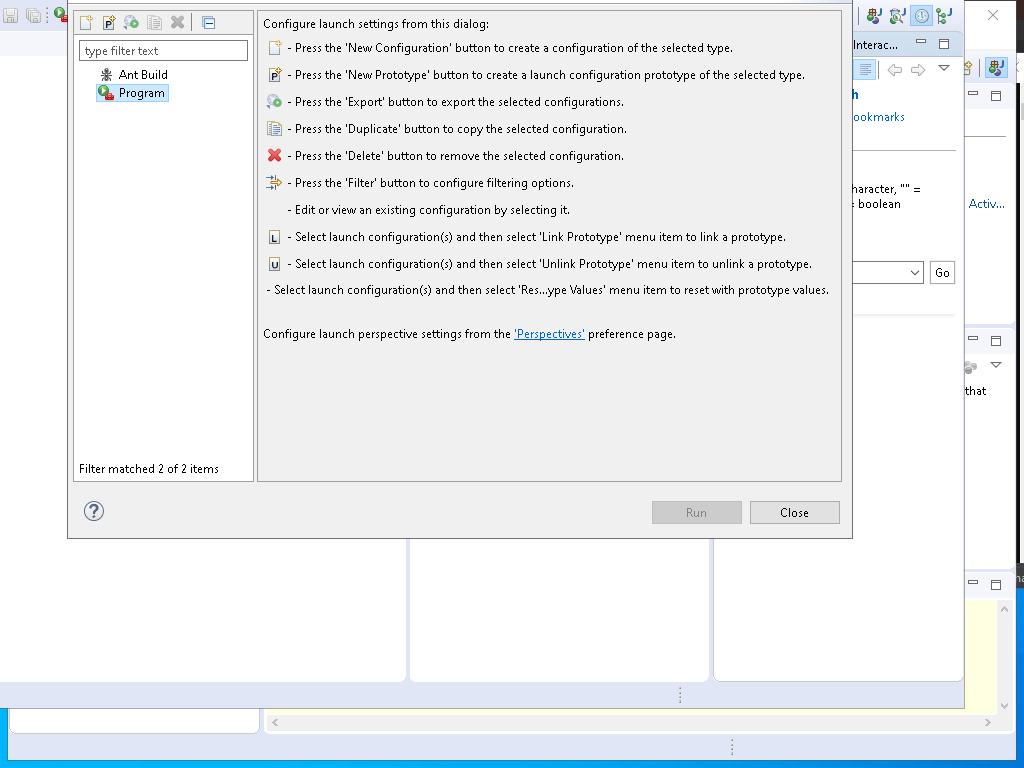 type filter text
Ant Build
Program
Filter matched 2 of 2 items
Configure launch settings from this dialog:
- Press the 'New Configuration' button to create a configuration of the selected type.
- Press the 'New Prototype' button to create a launch configuration prototype of the selected type.
- Press the 'Export' button to export the selected configurations.
- Press the 'Duplicate' button to copy the selected configuration.
- Press the 'Delete' button to remove the selected configuration.
- Press the 'Filter' button to configure filtering options.
- Edit or view an existing configuration by selecting it.
L - Select launch configuration(s) and then select 'Link Prototype' menu item to link a prototype.
U - Select launch configuration(s) and then select 'Unlink Prototype' menu item to unlink a prototype.
- Select launch configuration(s) and then select 'Res...ype Values' menu item to reset with prototype values.
Configure launch perspective settings from the 'Perspectives' preference page.
Run
Close
Interac...
h
ookmarks
haracter, "" =
= boolean
Go
Activ...
that